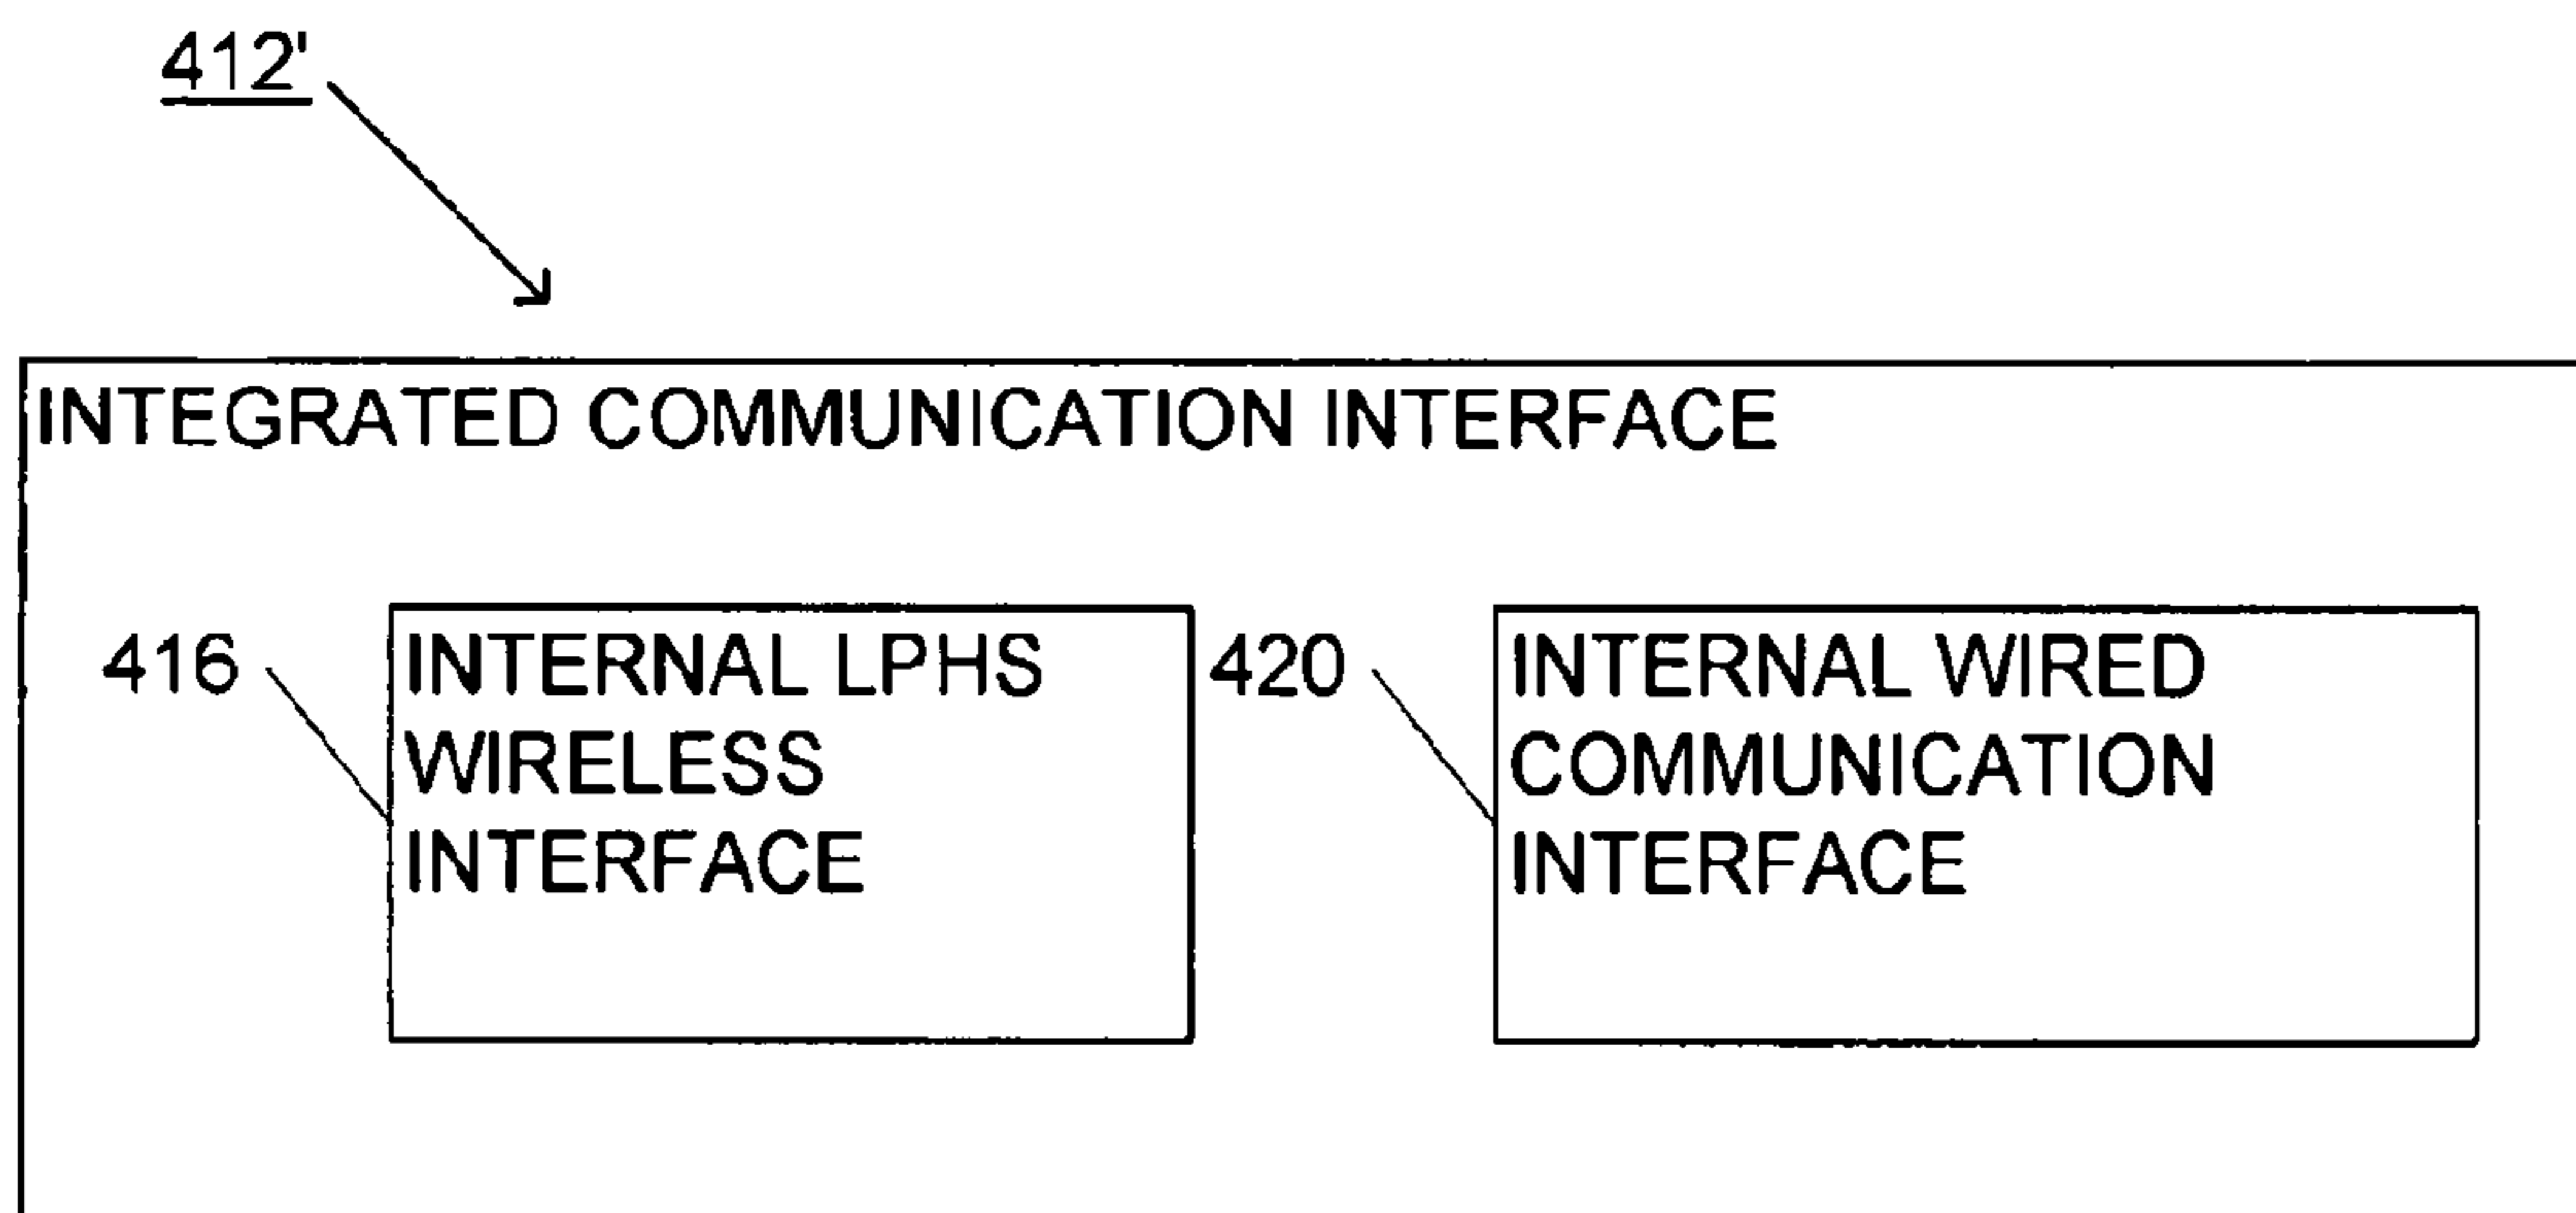 412'
INTEGRATED COMMUNICATION INTERFACE
416
INTERNAL LPHS
WIRELESS
INTERFACE
420
INTERNAL WIRED
COMMUNICATION
INTERFACE